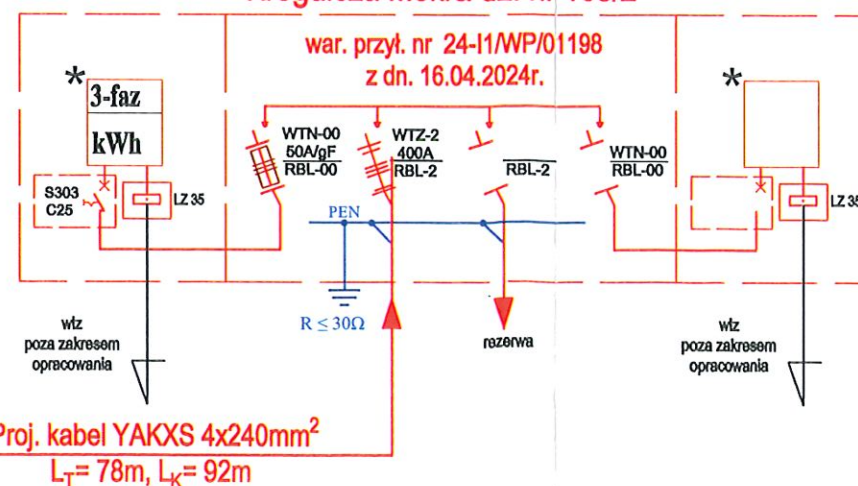 war. przył. nr 24-I1/WP/01198
z dn. 16.04.2024r.
*
3-faz
kWh
S303
C25
LZ 35
WTN-00
50A/gF
RBL-00
WTZ-2
400A
RBL-2
RBL-2
WTN-00
RBL-00
*
LZ 35
PEN
R ≤ 30Ω
rezerwa
wlz
poza zakresem
opracowania
wlz
poza zakresem
opracowania
Proj. kabel YAKXS 4x240mm²
L_T= 78m, L_K= 92m